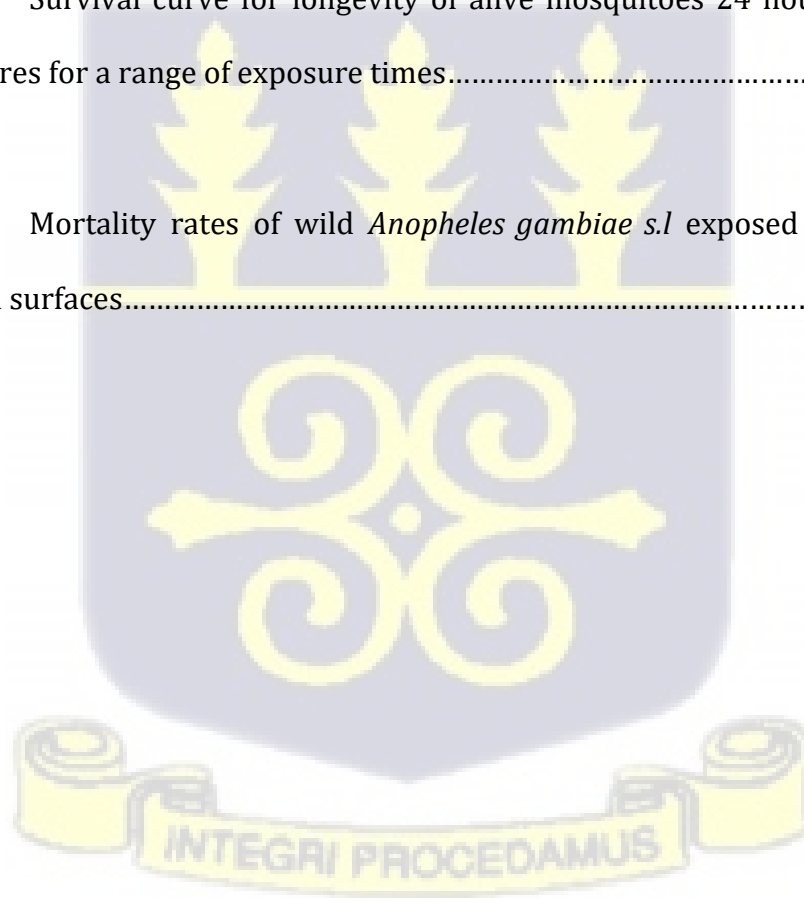 Survival curve for longevity of alive mosquitoes 24 hou
res for a range of exposure times……………………………………
Mortality rates of wild Anopheles gambiae s.l exposed
surfaces…………………………………………………………………………
INTEGRI PROCEDAMUS